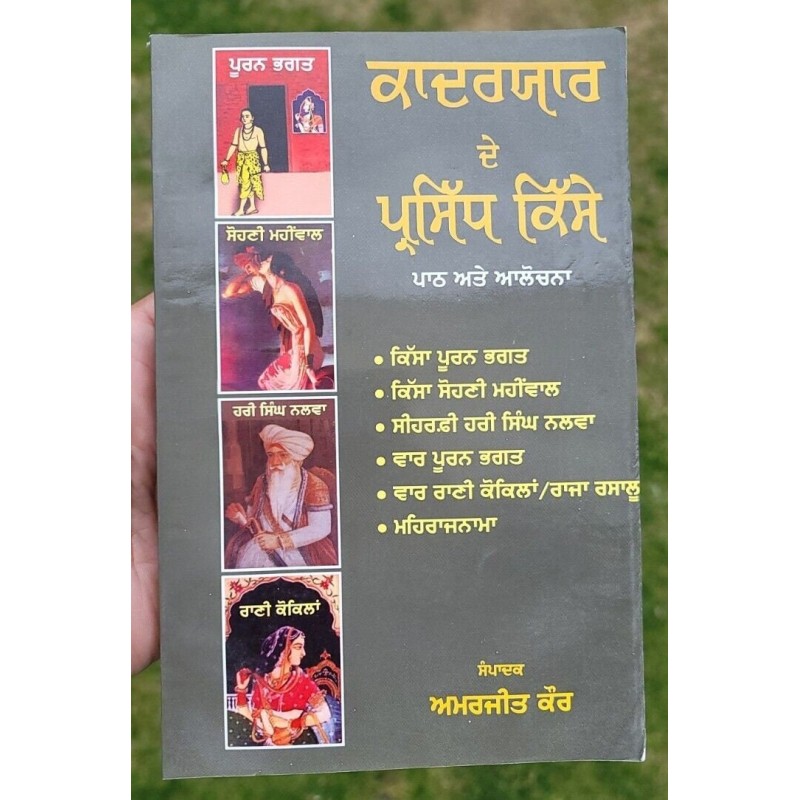 ਪੂਰਨ ਭਗਤ
ਸੋਹਣੀ ਮਹੀਂਵਾਲ
ਹਰੀ ਸਿੰਘ ਨਲਵਾ
ਰਾਣੀ ਕੋਕਿਲਾਂ
ਕਾਦਰਯਾਰ
ਦੇ
ਪ੍ਰਸਿੱਧ ਕਿੱਸੇ
ਪਾਠ ਅਤੇ ਆਲੋਚਨਾ
• ਕਿੱਸਾ ਪੂਰਨ ਭਗਤ
• ਕਿੱਸਾ ਸੋਹਣੀ ਮਹੀਂਵਾਲ
• ਸੀਹਰਫ਼ੀ ਹਰੀ ਸਿੰਘ ਨਲਵਾ
• ਵਾਰ ਪੂਰਨ ਭਗਤ
• ਵਾਰ ਰਾਣੀ ਕੋਕਿਲਾਂ/ਰਾਜਾ ਰਸਾਲੂ
• ਮਹਿਰਾਜਨਾਮਾ
ਸੰਪਾਦਕ
ਅਮਰਜੀਤ ਕੌਰ